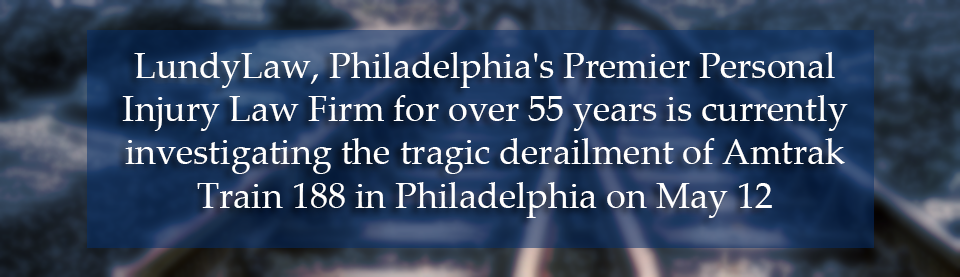 LundyLaw, Philadelphia's Premier Personal
Injury Law Firm for over 55 years is currently
investigating the tragic derailment of Amtrak
Train 188 in Philadelphia on May 12